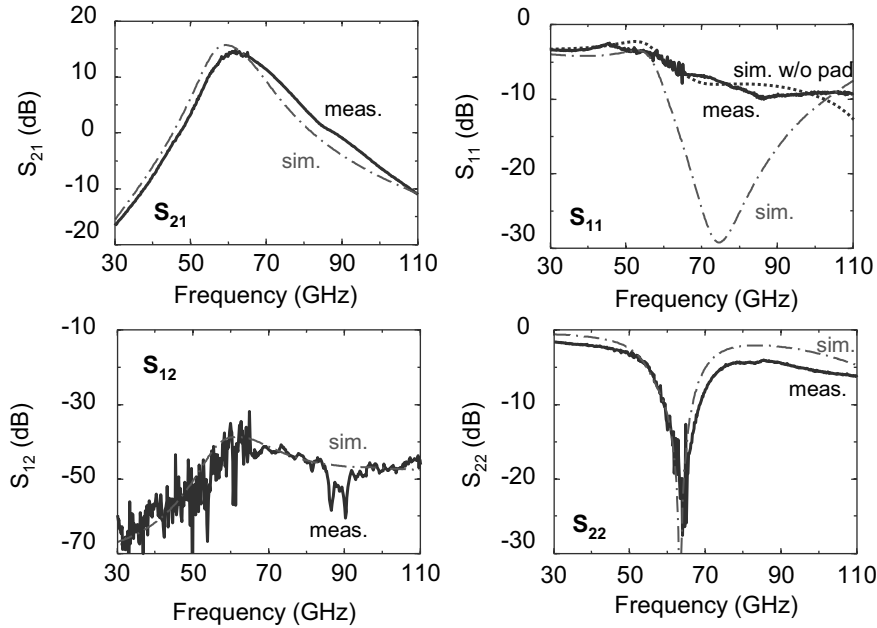 20
10
0
-10
-20
S21 (dB)
meas.
sim.
S21
30 50 70 90 110
Frequency (GHz)
0
-10
-20
-30
S11 (dB)
sim. w/o pad
meas.
sim.
S11
30 50 70 90 110
Frequency (GHz)
-10
-30
-50
-70
S12 (dB)
S12
sim.
meas.
30 50 70 90 110
Frequency (GHz)
0
-10
-20
-30
S22 (dB)
sim.
meas.
S22
30 50 70 90 110
Frequency (GHz)